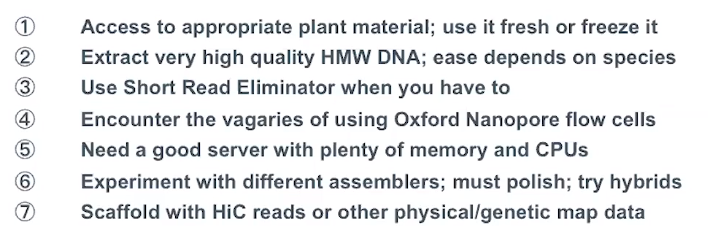 ① Access to appropriate plant material; use it fresh or freeze it
② Extract very high quality HMW DNA; ease depends on species
③ Use Short Read Eliminator when you have to
④ Encounter the vagaries of using Oxford Nanopore flow cells
⑤ Need a good server with plenty of memory and CPUs
⑥ Experiment with different assemblers; must polish; try hybrids
⑦ Scaffold with HiC reads or other physical/genetic map data